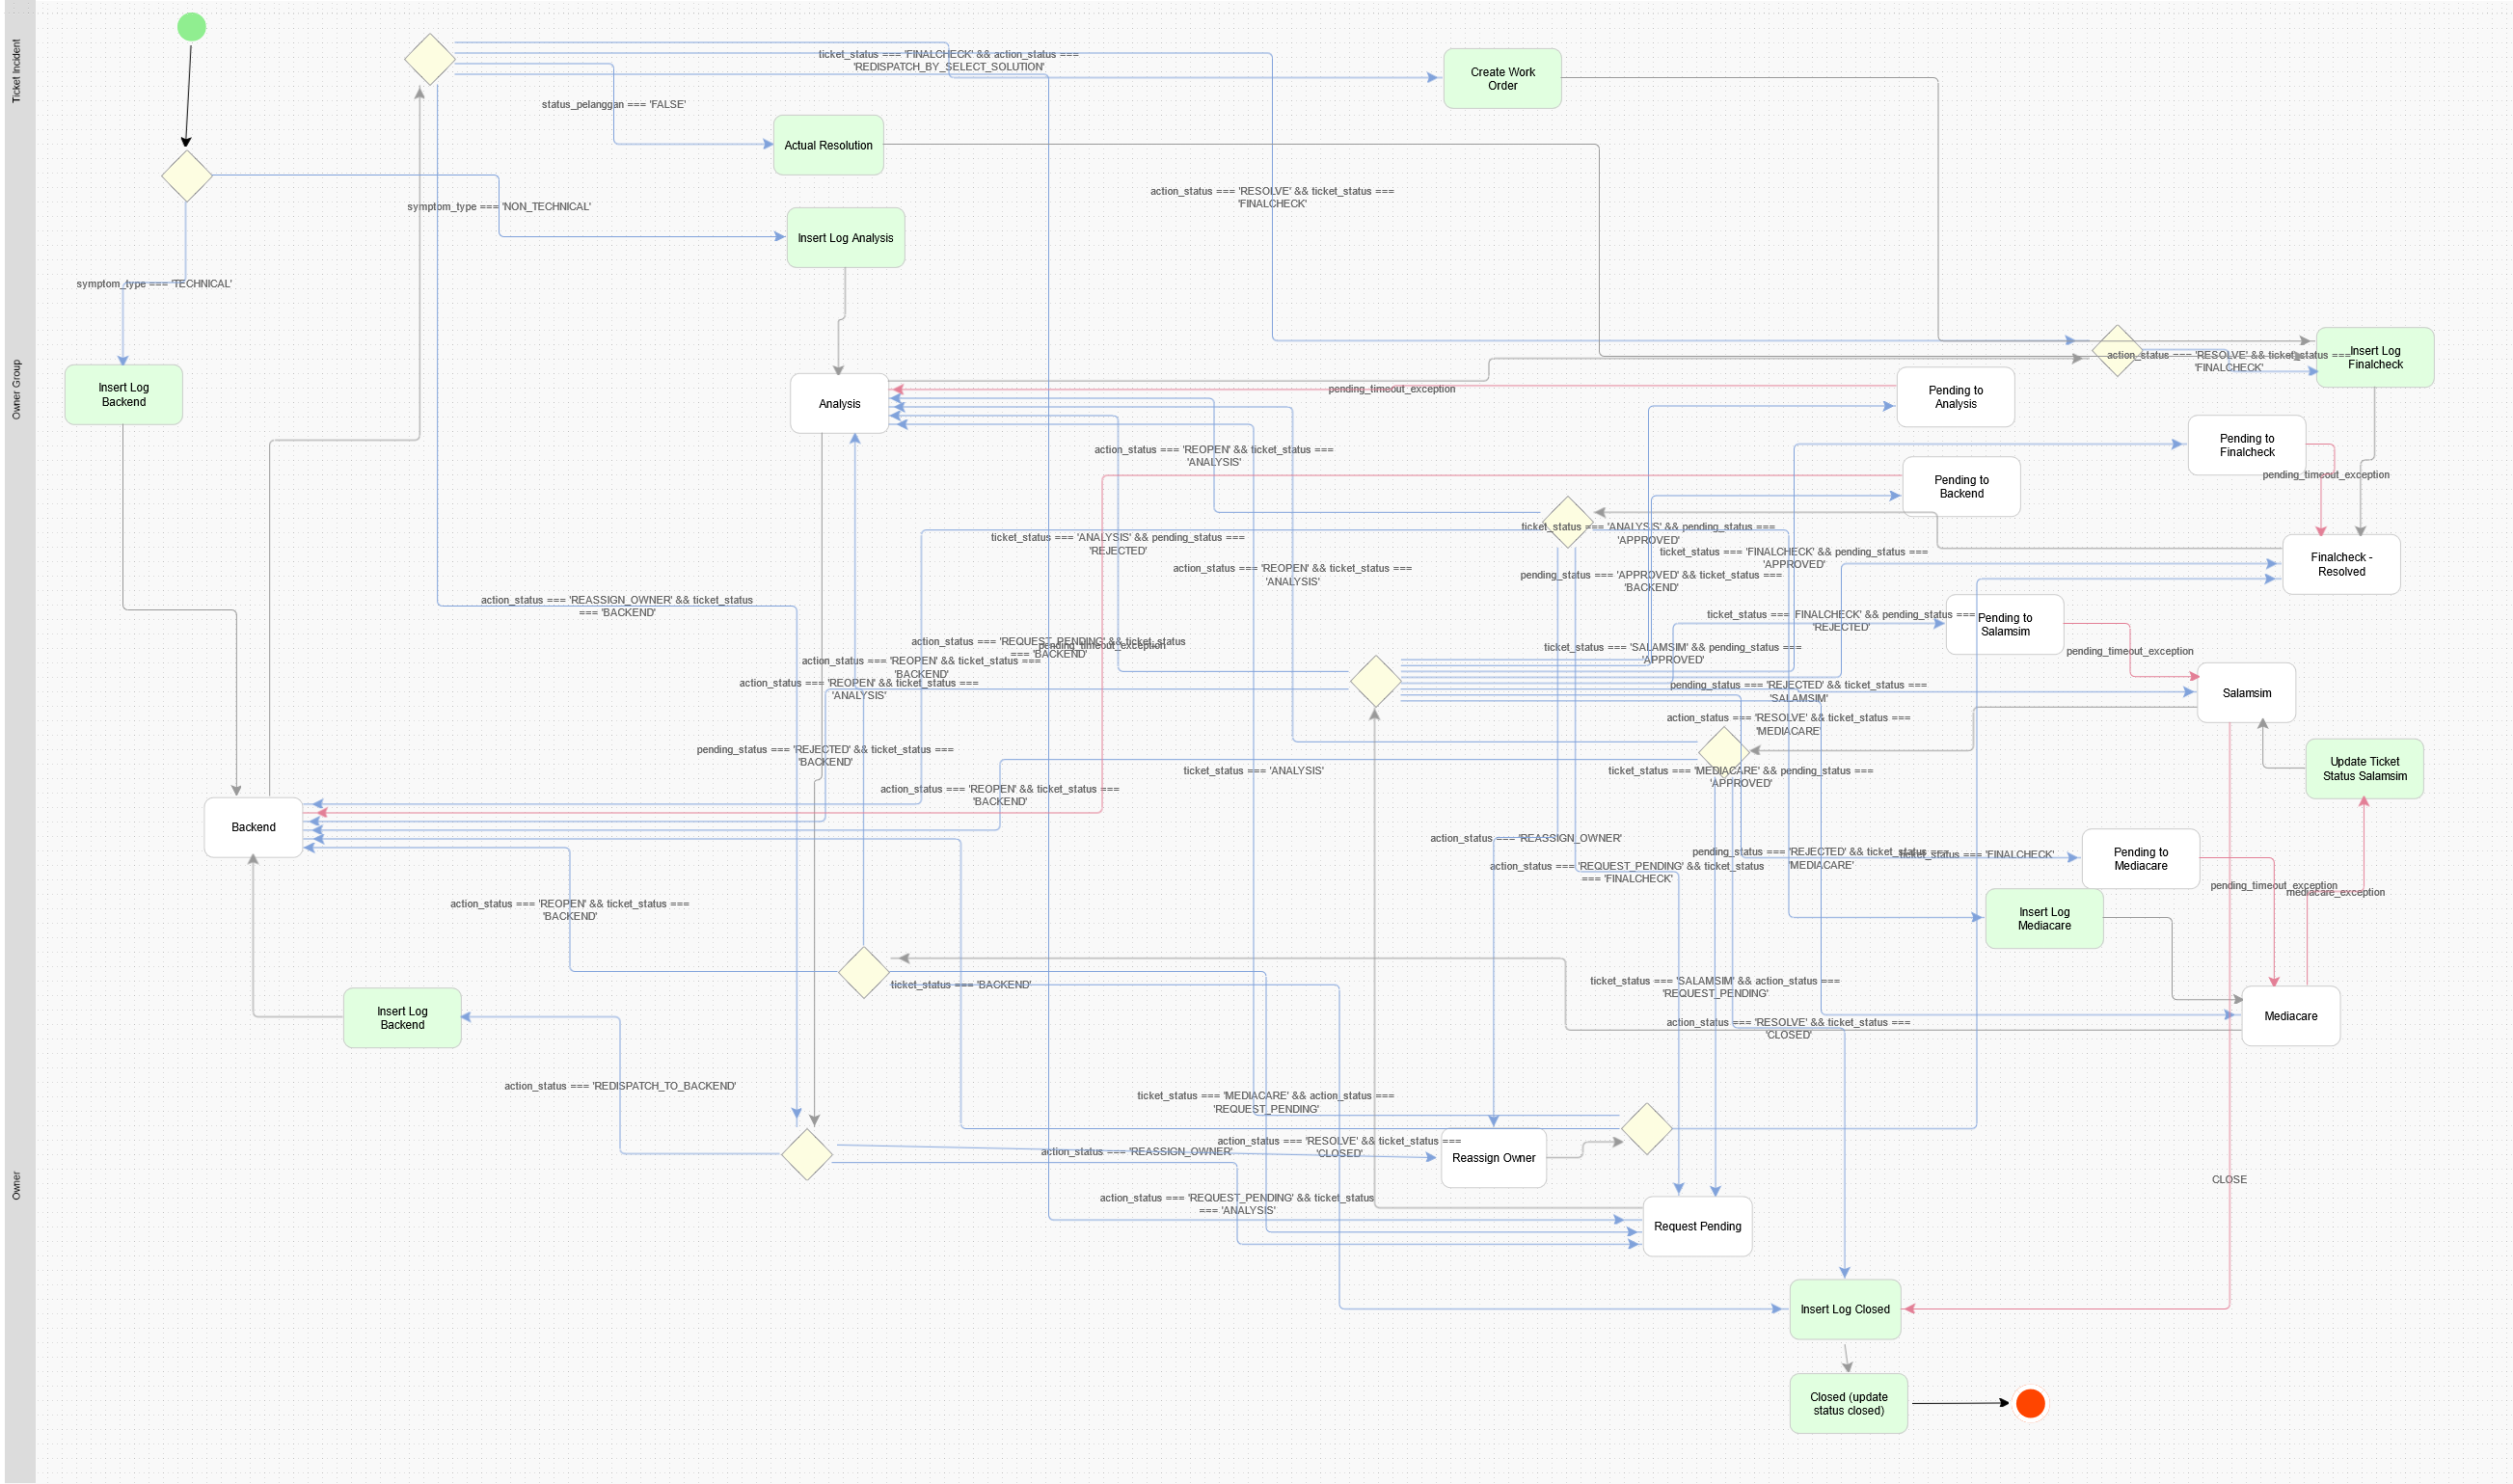 Ticket Incident
ticket_status === 'FINALCHECK' && action_status ===
'REDISPATCH_BY_SELECT_SOLUTION'
Create Work
Order
status_pelanggan === 'FALSE'
Actual Resolution
action_status === 'RESOLVE' && ticket_status ===
'FINALCHECK'
symptom_type === 'NON_TECHNICAL'
Insert Log Analysis
symptom_type === 'TECHNICAL'
Owner Group
Insert Log
Backend
Analysis
pending_timeout_exception
Pending to
Analysis
action_status === 'RESOLVE' && ticket_status ===
'FINALCHECK'
Insert Log
Finalcheck
Pending to
Finalcheck
pending_timeout_exception
action_status === 'REOPEN' && ticket_status ===
'ANALYSIS'
Pending to
Backend
ticket_status === 'ANALYSIS' && pending_status ===
'APPROVED'
ticket_status === 'ANALYSIS' && pending_status ===
'REJECTED'
ticket_status === 'FINALCHECK' && pending_status ===
'APPROVED'
Finalcheck -
Resolved
action_status === 'REOPEN' && ticket_status ===
'ANALYSIS'
pending_status === 'APPROVED' && ticket_status ===
'BACKEND'
action_status === 'REASSIGN_OWNER' && ticket_status
=== 'BACKEND'
ticket_status === 'FINALCHECK' && pending_status ===
'REJECTED'
Pending to
Salamsim
action_status === 'REQUEST_PENDING' && ticket_status
=== 'BACKEND'
pending_timeout_exception
ticket_status === 'SALAMSIM' && pending_status ===
'APPROVED'
pending_timeout_exception
action_status === 'REOPEN' && ticket_status ===
'BACKEND'
action_status === 'REOPEN' && ticket_status ===
'ANALYSIS'
pending_status === 'REJECTED' && ticket_status ===
'SALAMSIM'
Salamsim
action_status === 'RESOLVE' && ticket_status ===
'MEDIACARE'
pending_status === 'REJECTED' && ticket_status ===
'BACKEND'
ticket_status === 'ANALYSIS'
ticket_status === 'MEDIACARE' && pending_status ===
'APPROVED'
Update Ticket
Status Salamsim
action_status === 'REOPEN' && ticket_status ===
'BACKEND'
Backend
action_status === 'REASSIGN_OWNER'
pending_status === 'REJECTED' && ticket_status ===
'MEDIACARE'
ticket_status === 'FINALCHECK'
Pending to
Mediacare
action_status === 'REQUEST_PENDING' && ticket_status
=== 'FINALCHECK'
pending_timeout_exception
mediacare_exception
action_status === 'REOPEN' && ticket_status ===
'BACKEND'
Insert Log
Mediacare
ticket_status === 'BACKEND'
ticket_status === 'SALAMSIM' && action_status ===
'REQUEST_PENDING'
Insert Log
Backend
action_status === 'RESOLVE' && ticket_status ===
'CLOSED'
Mediacare
action_status === 'REDISPATCH_TO_BACKEND'
ticket_status === 'MEDIACARE' && action_status ===
'REQUEST_PENDING'
action_status === 'RESOLVE' && ticket_status ===
'CLOSED'
action_status === 'REASSIGN_OWNER'
Reassign Owner
Owner
CLOSE
action_status === 'REQUEST_PENDING' && ticket_status
=== 'ANALYSIS'
Request Pending
Insert Log Closed
Closed (update
status closed)